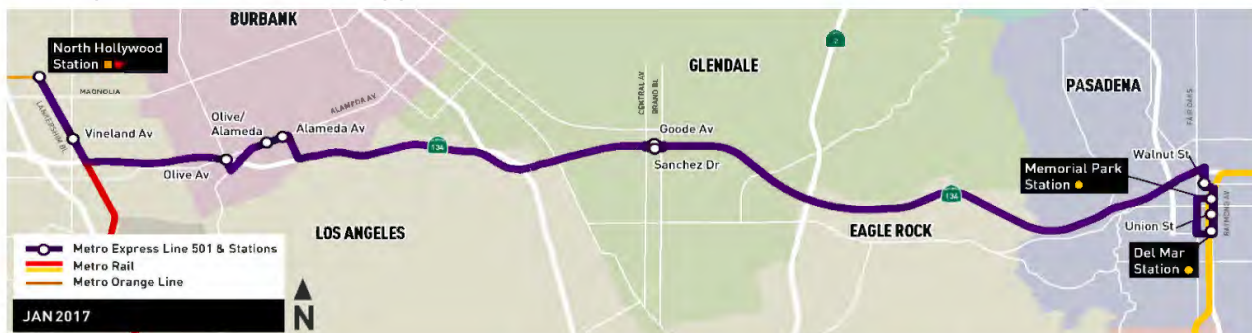 BURBANK
North Hollywood
Station
MAGNOLIA
LANKERSHIM BL
Vineland Av
Olive/
Alameda
ALAMEDA AV
Alameda Av
Olive Av
134
CENTRAL AV
BRAND BL
GLENDALE
Goode Av
Sanchez Dr
2
134
PASADENA
FAIR OAKS
Walnut St
Memorial Park
Station
RAYMOND AV
Union St
Del Mar
Station
LOS ANGELES
EAGLE ROCK
Metro Express Line 501 & Stations
Metro Rail
Metro Orange Line
JAN 2017
N